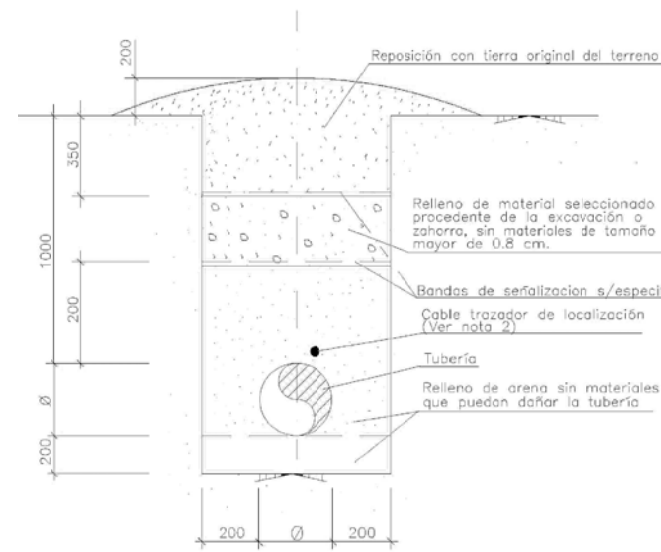 200
Reposición con tierra original del terreno
350
Relleno de material seleccionado
procedente de la excavación o
zahorra, sin materiales de tamaño
mayor de 0.8 cm.
1000
Bandas de señalizacion s/especi
200
Cable trazador de localización
(Ver nota 2)
Tubería
Relleno de arena sin materiales
que puedan dañar la tubería
Ø
200
200 Ø 200